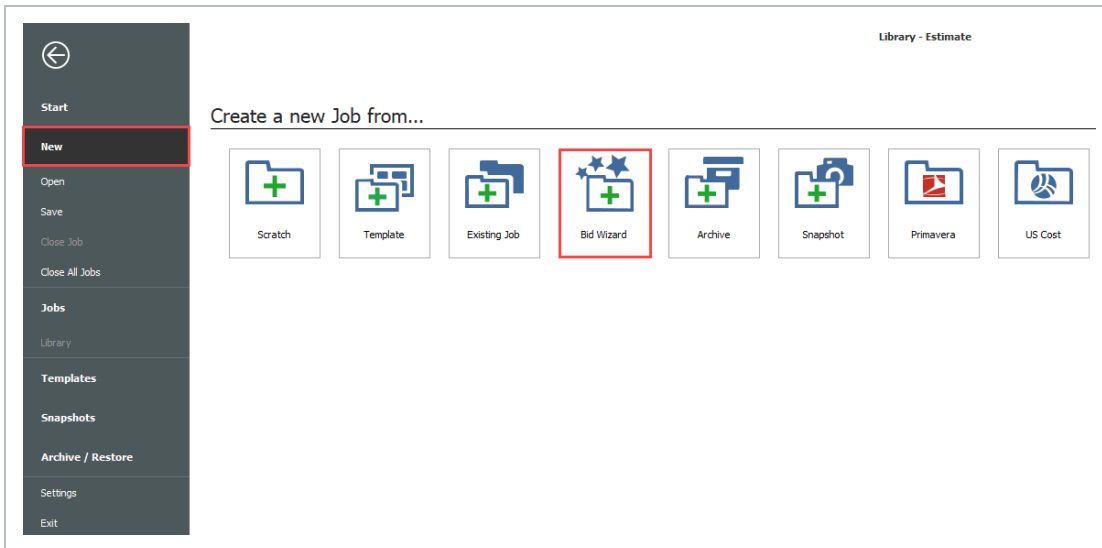 Library - Estimate
Start
New
Open
Save
Close Job
Close All Jobs
Jobs
Library
Templates
Snapshots
Archive / Restore
Settings
Exit
Create a new Job from...
Scratch
Template
Existing Job
Bid Wizard
Archive
Snapshot
Primavera
US Cost